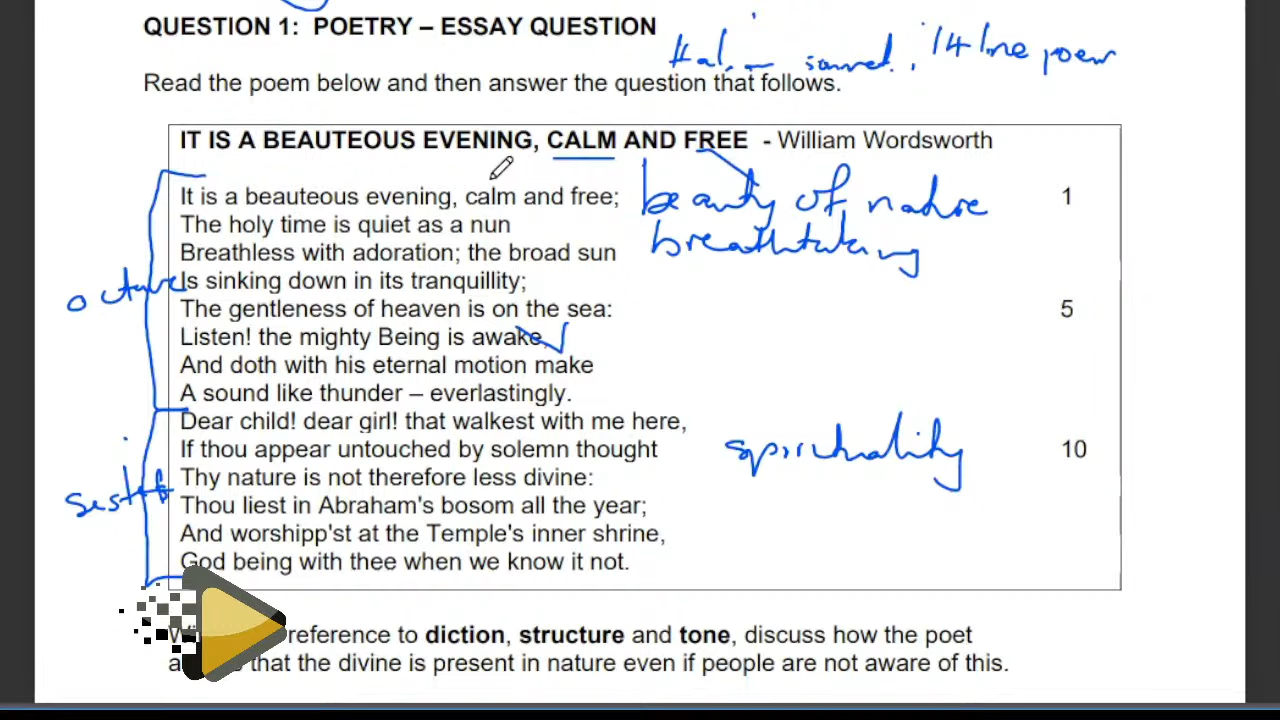 QUESTION 1: POETRY – ESSAY QUESTION
Ital. – sonnet. 14 line poem
Read the poem below and then answer the question that follows.
IT IS A BEAUTEOUS EVENING, CALM AND FREE - William Wordsworth
It is a beauteous evening, calm and free; 1
The holy time is quiet as a nun
Breathless with adoration; the broad sun
Is sinking down in its tranquillity;
The gentleness of heaven is on the sea: 5
Listen! the mighty Being is awake,
And doth with his eternal motion make
A sound like thunder – everlastingly.
Dear child! dear girl! that walkest with me here,
If thou appear untouched by solemn thought 10
Thy nature is not therefore less divine:
Thou liest in Abraham's bosom all the year;
And worshipp'st at the Temple's inner shrine,
God being with thee when we know it not.
beauty of nature
breathtaking
octave
spirituality
sestet
reference to diction, structure and tone, discuss how the poet
that the divine is present in nature even if people are not aware of this.